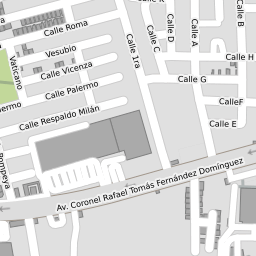 Calle Roma
Vesubio
Calle Vicenza
Vaticano
Calle Palermo
Calle Respaldo Milán
Pompeya
Calle 1ra
Calle C
Calle D
Calle A
Calle B
Calle H
Calle G
CalleF
Calle E
Av. Coronel Rafael Tomás Fernández Domínguez